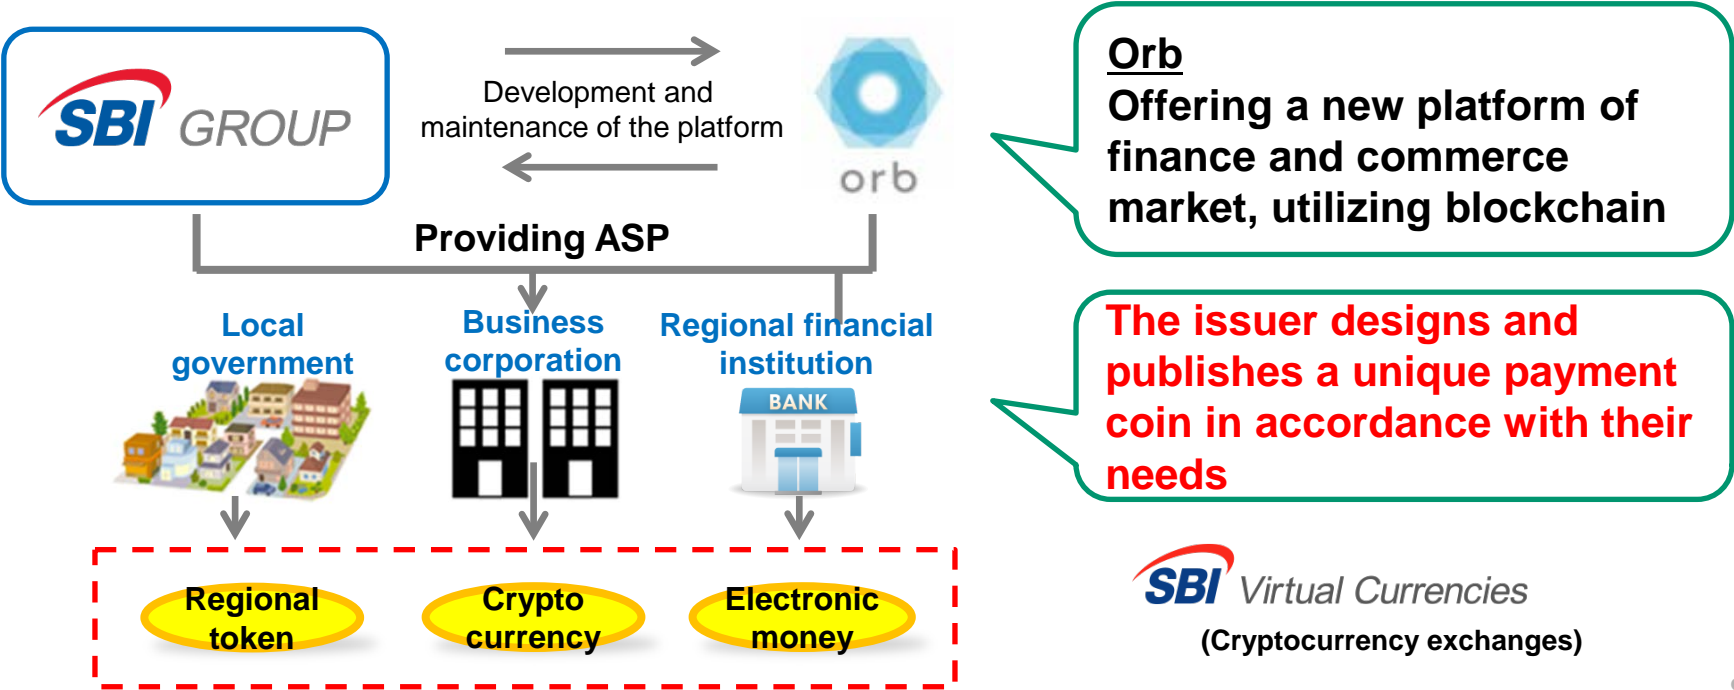 SBI GROUP
Development and
maintenance of the platform
orb
Orb
Offering a new platform of
finance and commerce
market, utilizing blockchain
Providing ASP
Local
government
Business
corporation
Regional financial
institution
BANK
The issuer designs and
publishes a unique payment
coin in accordance with their
needs
Regional
token
Crypto
currency
Electronic
money
SBI Virtual Currencies
(Cryptocurrency exchanges)